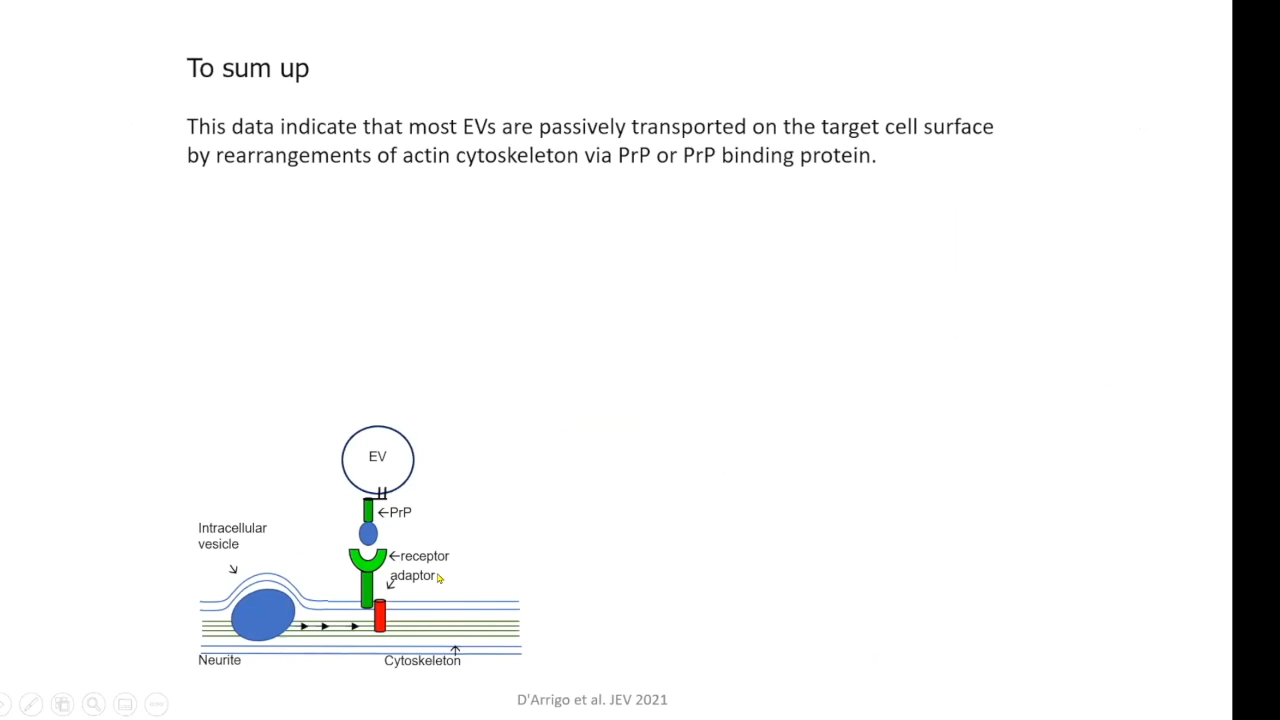 To sum up
This data indicate that most EVs are passively transported on the target cell surface
by rearrangements of actin cytoskeleton via PrP or PrP binding protein.
EV
PrP
Intracellular
vesicle
receptor
adaptor
Neurite
Cytoskeleton
D'Arrigo et al. JEV 2021